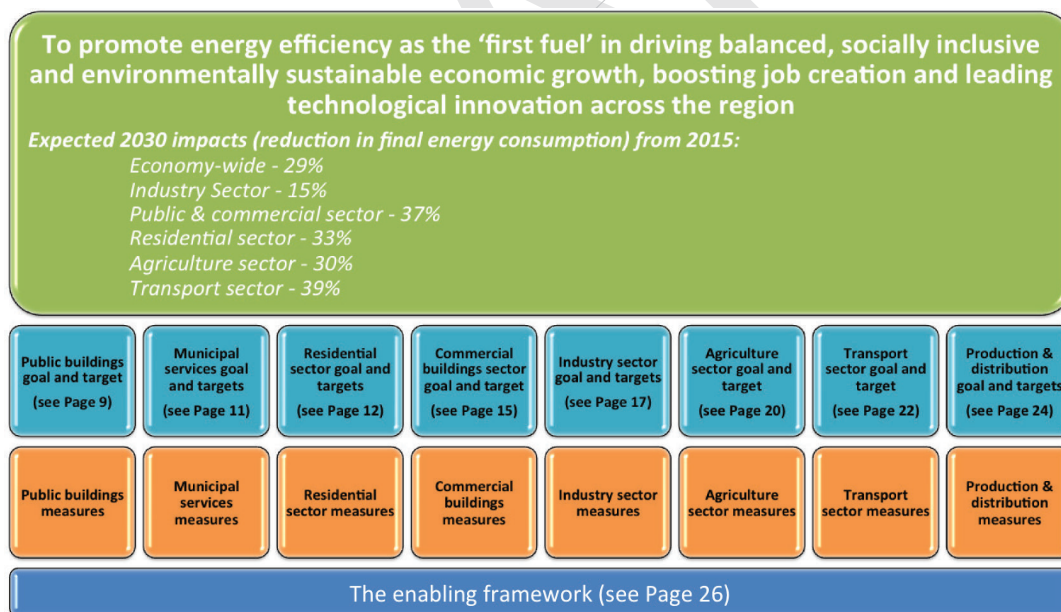 To promote energy efficiency as the ‘first fuel’ in driving balanced, socially inclusive
and environmentally sustainable economic growth, boosting job creation and leading
technological innovation across the region
Expected 2030 impacts (reduction in final energy consumption) from 2015:
Economy-wide - 29%
Industry Sector - 15%
Public & commercial sector - 37%
Residential sector - 33%
Agriculture sector - 30%
Transport sector - 39%
Public buildings
goal and target
(see Page 9)
Municipal
services goal
and targets
(see Page 11)
Residential
sector goal and
targets
(see Page 12)
Commercial
buildings sector
goal and target
(see Page 15)
Industry sector
goal and targets
(see Page 17)
Agriculture
sector goal and
target
(see Page 20)
Transport
sector goal and
target
(see Page 22)
Production &
distribution
goal and targets
(see Page 24)
Public buildings
measures
Municipal
services
measures
Residential
sector measures
Commercial
buildings
measures
Industry sector
measures
Agriculture
sector measures
Transport
sector measures
Production &
distribution
measures
The enabling framework (see Page 26)